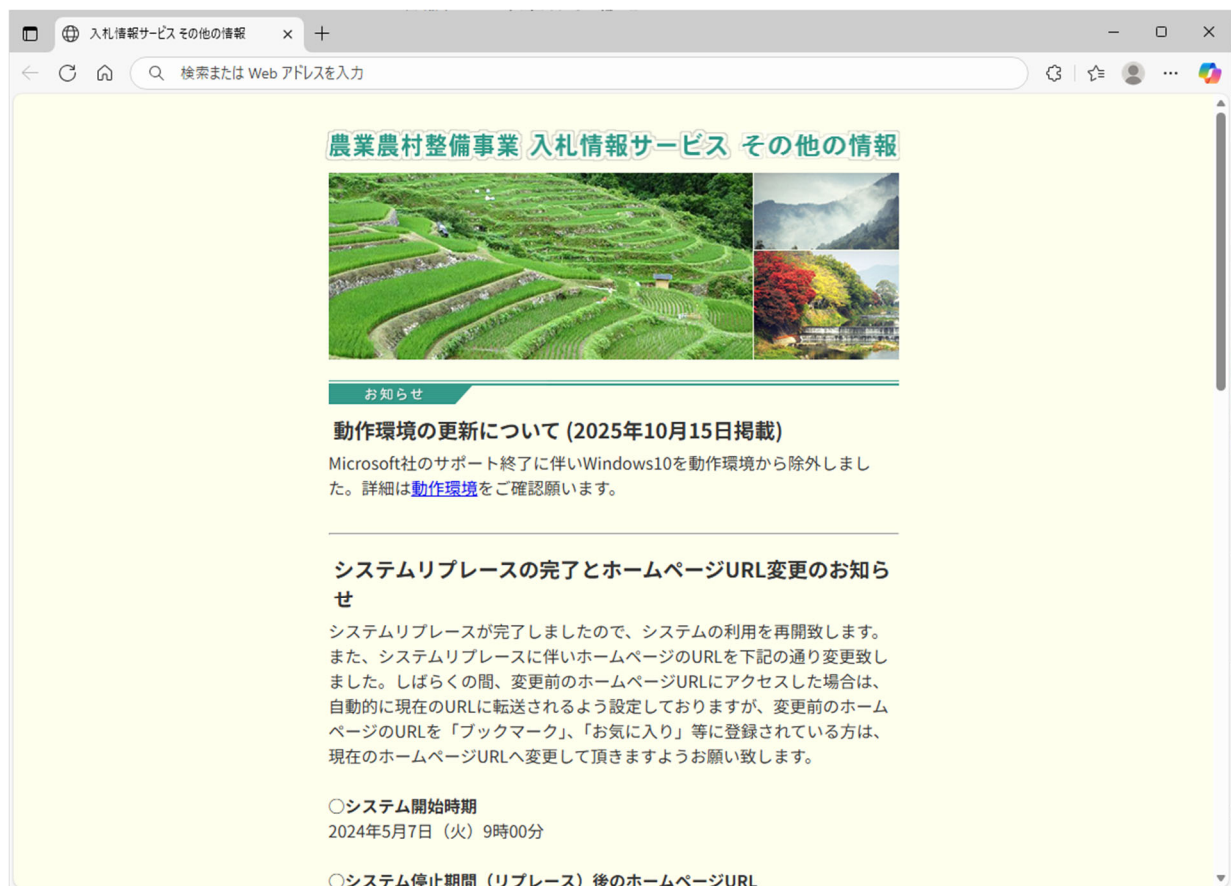 入札情報サービス その他の情報
検索または Web アドレスを入力
農業農村整備事業 入札情報サービス その他の情報
お知らせ
動作環境の更新について (2025年10月15日掲載)
Microsoft社のサポート終了に伴いWindows10を動作環境から除外しまし
た。詳細は動作環境をご確認願います。
システムリプレースの完了とホームページURL変更のお知ら
せ
システムリプレースが完了しましたので、システムの利用を再開致します。
また、システムリプレースに伴いホームページのURLを下記の通り変更致し
ました。しばらくの間、変更前のホームページURLにアクセスした場合は、
自動的に現在のURLに転送されるよう設定しておりますが、変更前のホーム
ページのURLを「ブックマーク」、「お気に入り」等に登録されている方は、
現在のホームページURLへ変更して頂きますようお願い致します。
○システム開始時期
2024年5月7日（火）9時00分
○システム停止期間（リプレース）後のホームページURL